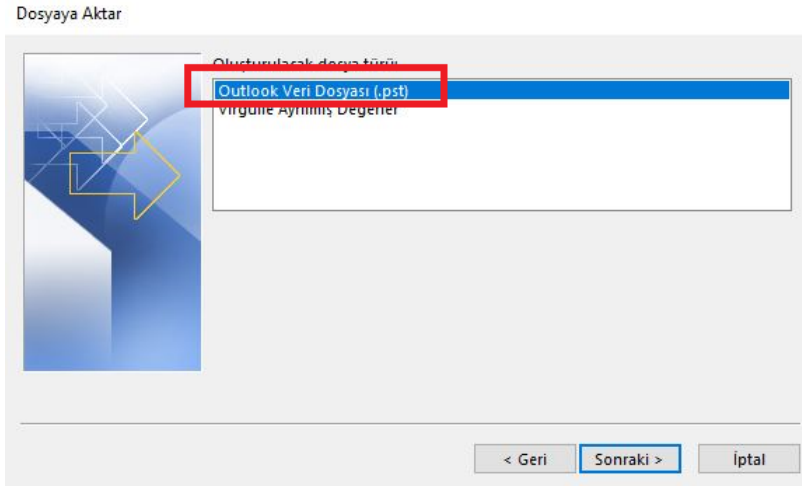 Dosyaya Aktar
Oluşturulacak dosya türü:
Outlook Veri Dosyası (.pst)
Virgülle Ayrılmış Değerler
< Geri
Sonraki >
İptal